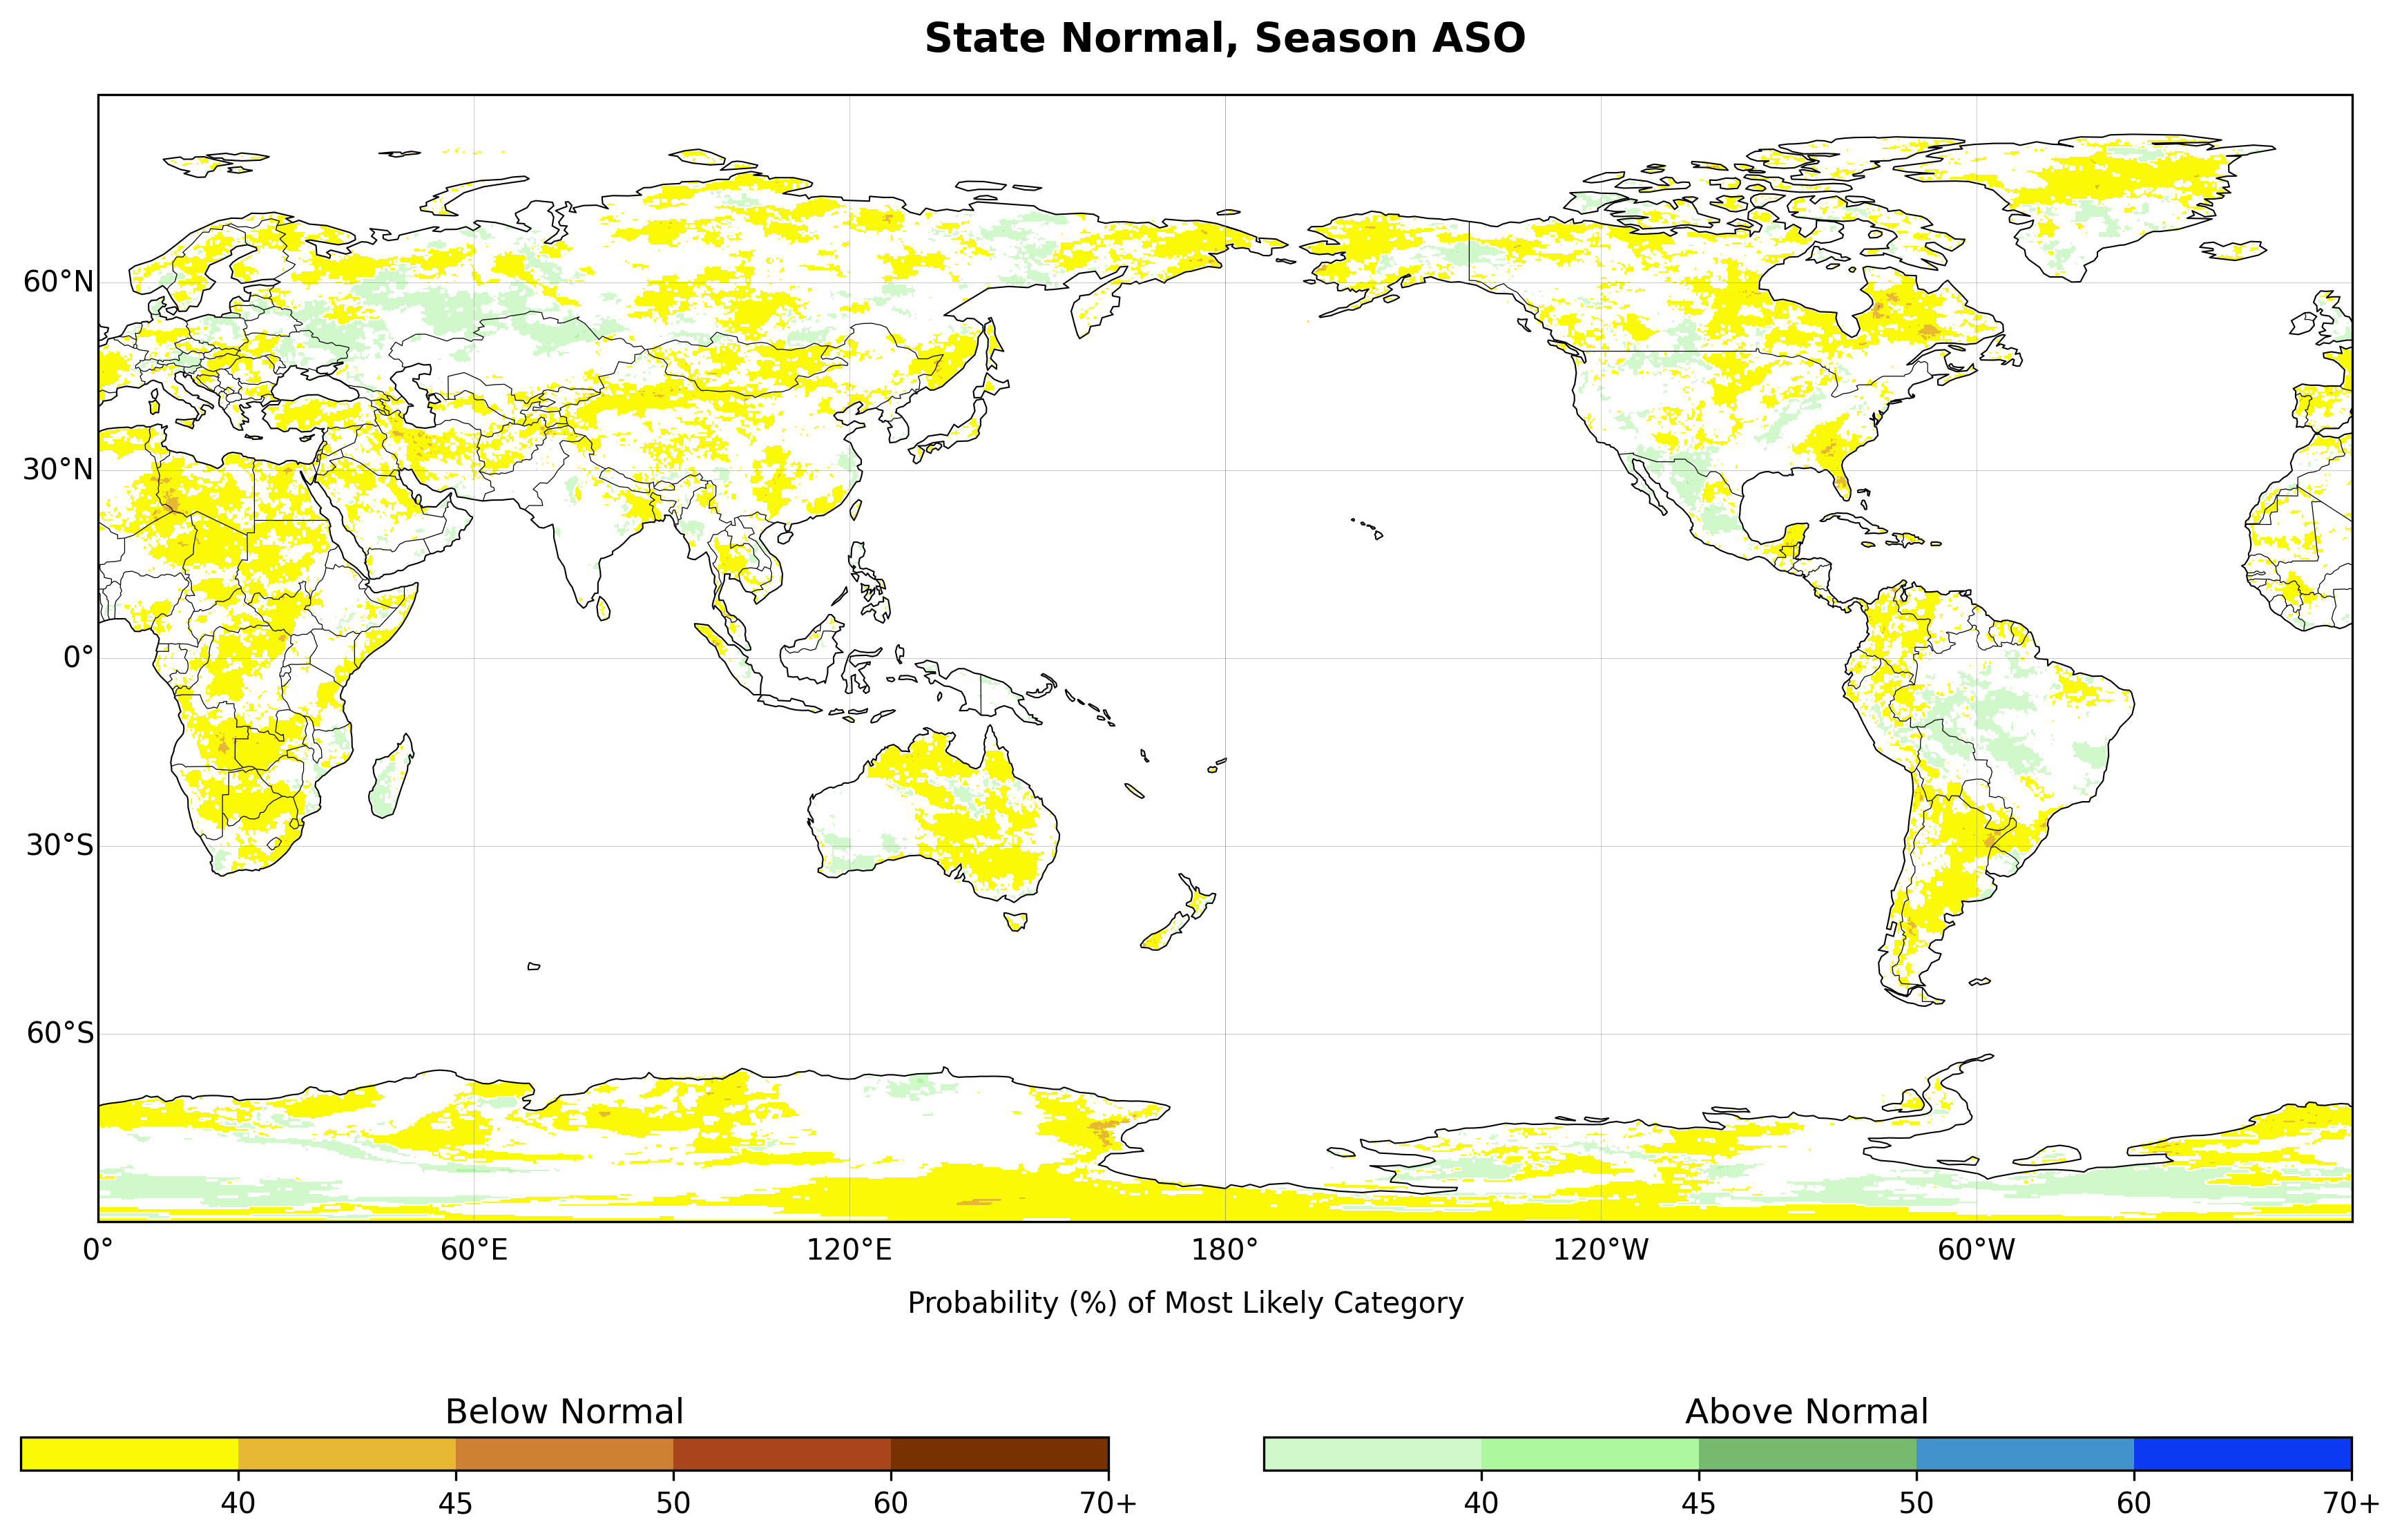 State Normal, Season ASO
60°N
30°N
0°
30°S
60°S
0°
60°E
120°E
180°
120°W
60°W
Probability (%) of Most Likely Category
Below Normal
40
45
50
60
70+
Above Normal
40
45
50
60
70+